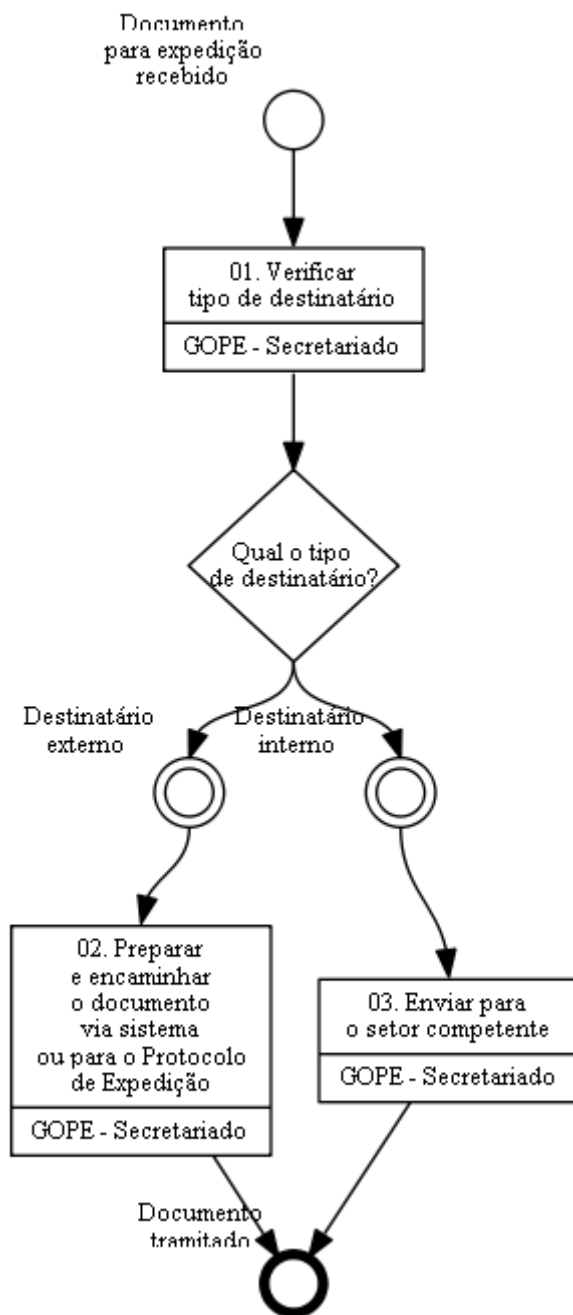 Documento
para expedição
recebido
01. Verificar
tipo de destinatário
GOPE - Secretariado
Qual o tipo
de destinatário?
Destinatário
externo
Destinatário
interno
02. Preparar
e encaminhar
o documento
via sistema
ou para o Protocolo
de Expedição
GOPE - Secretariado
03. Enviar para
o setor competente
GOPE - Secretariado
Documento
tramitado